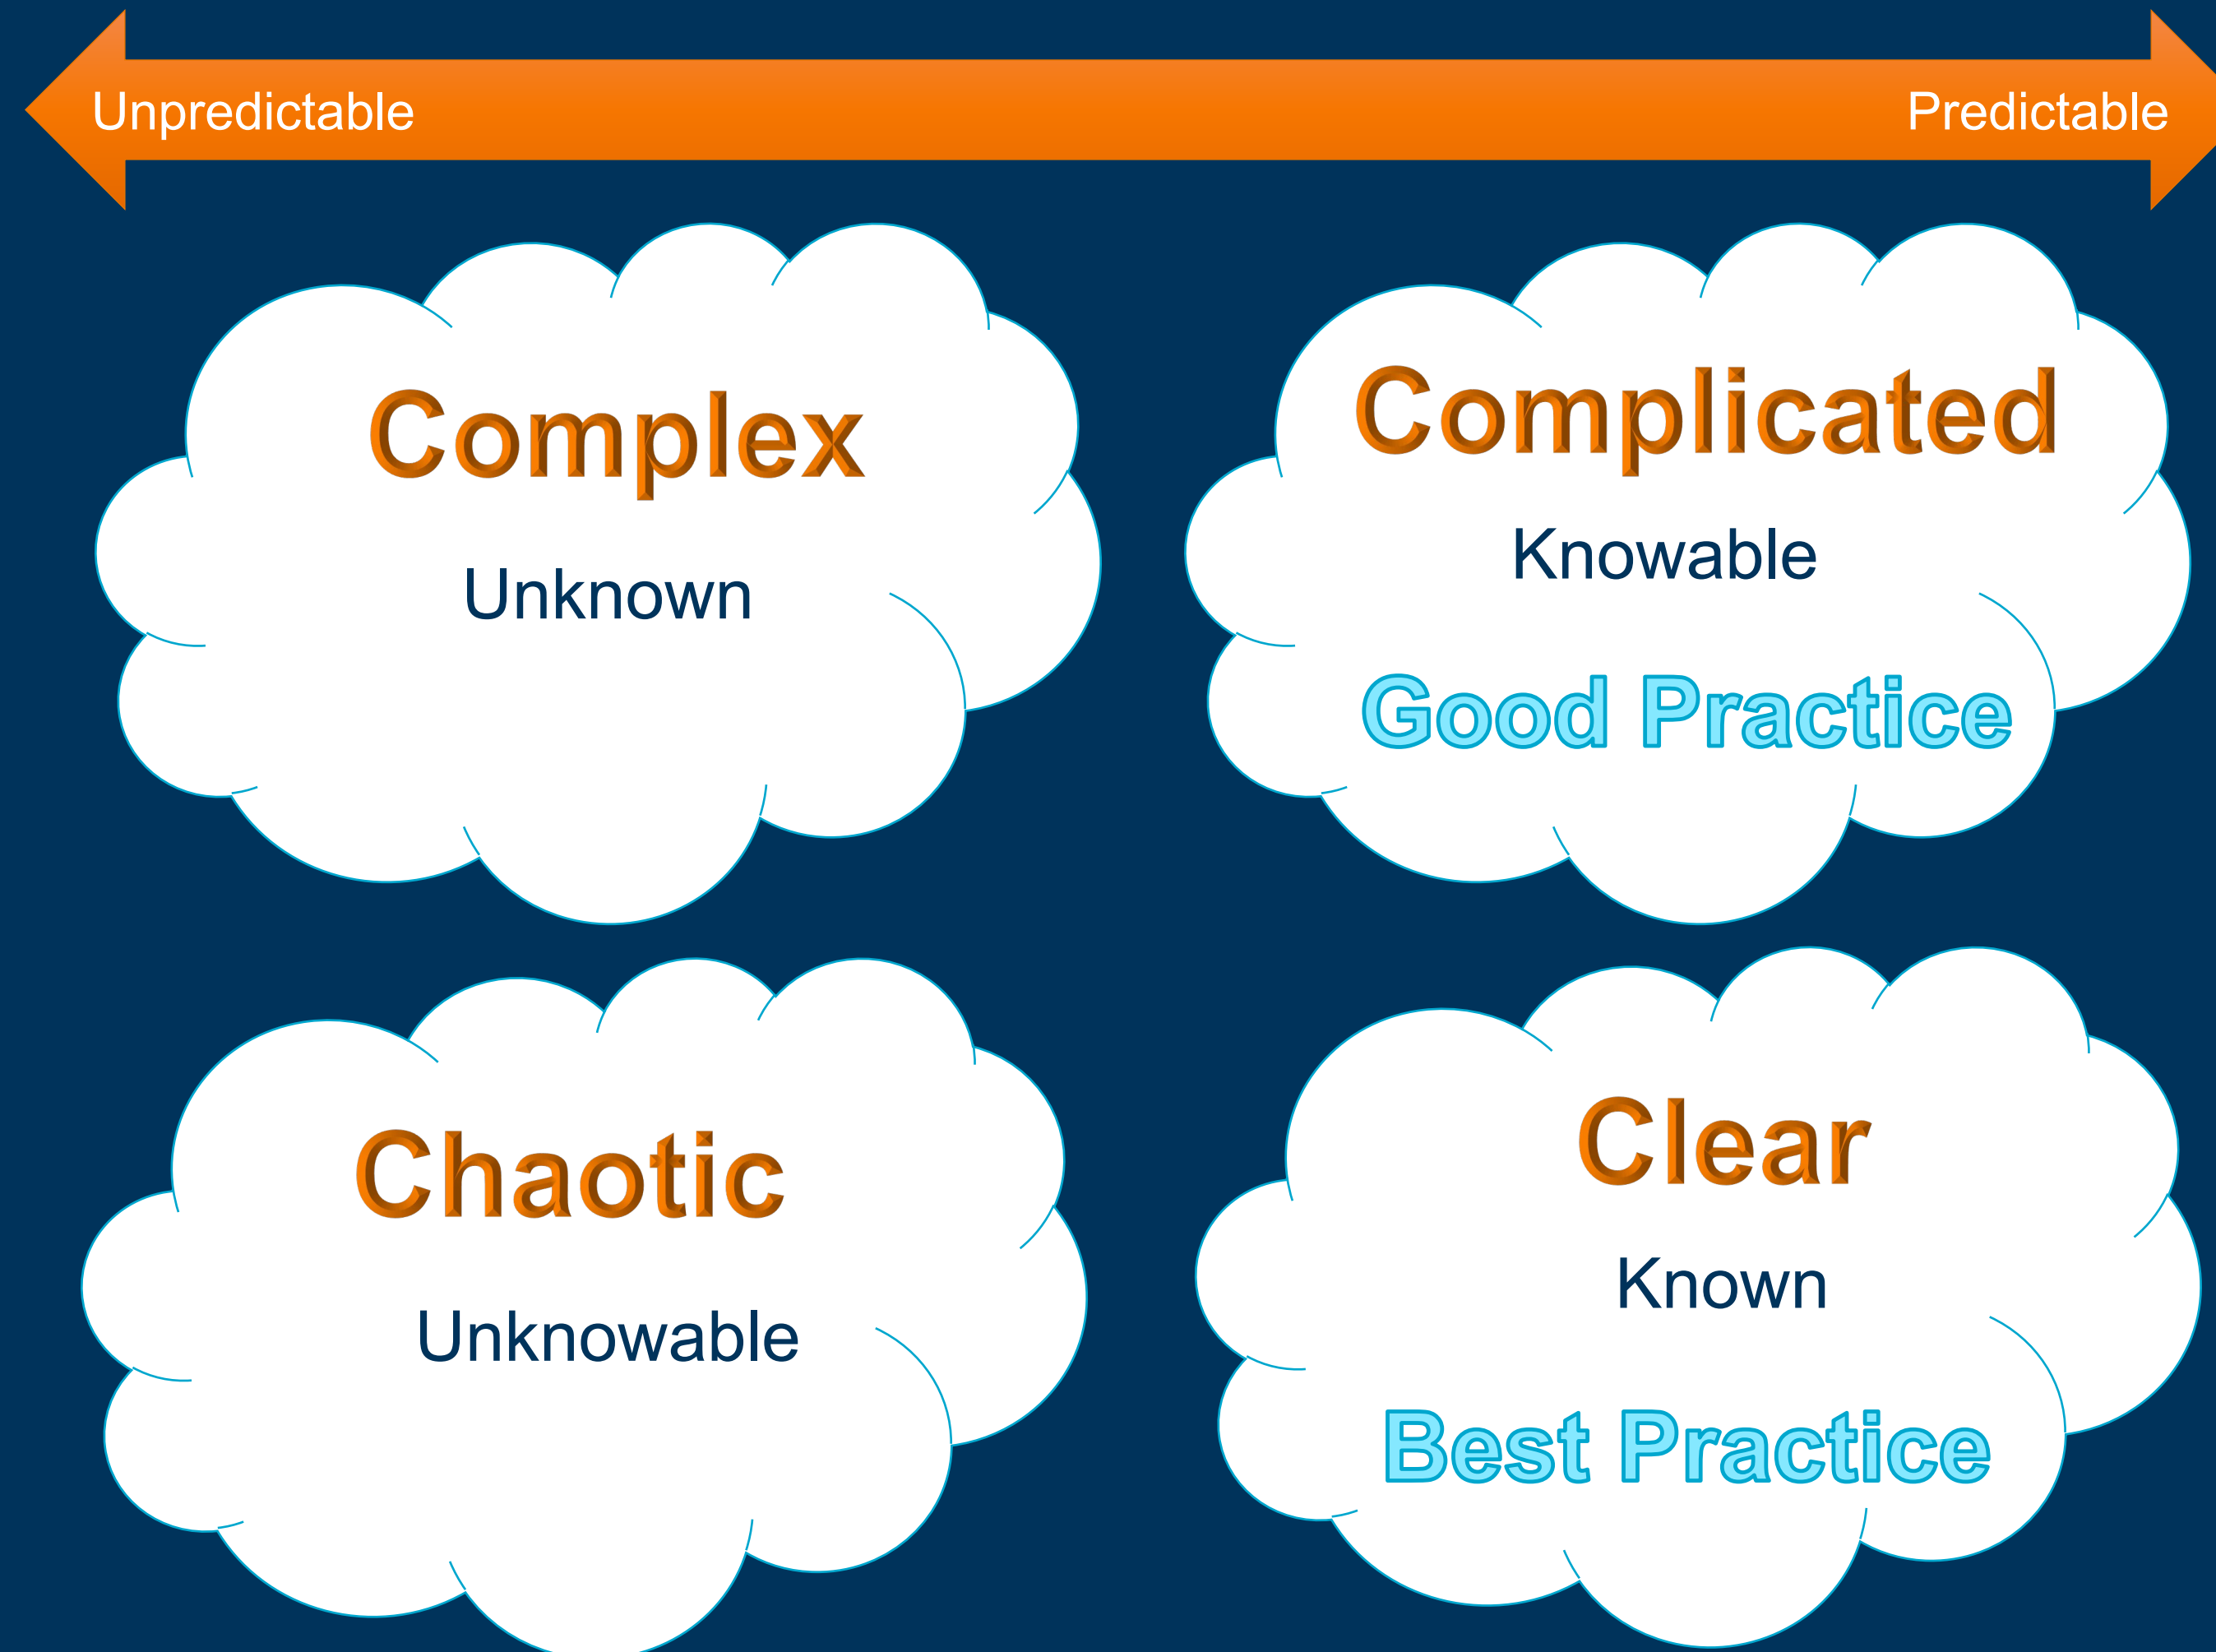 Unpredictable
Predictable
Complex
Unknown
Complicated
Knowable
Good Practice
Chaotic
Unknowable
Clear
Known
Best Practice